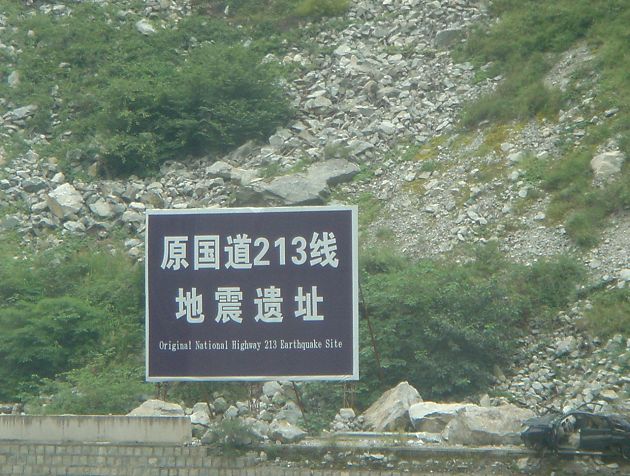 原国道213线
地震遗址
Original National Highway 213 Earthquake Site